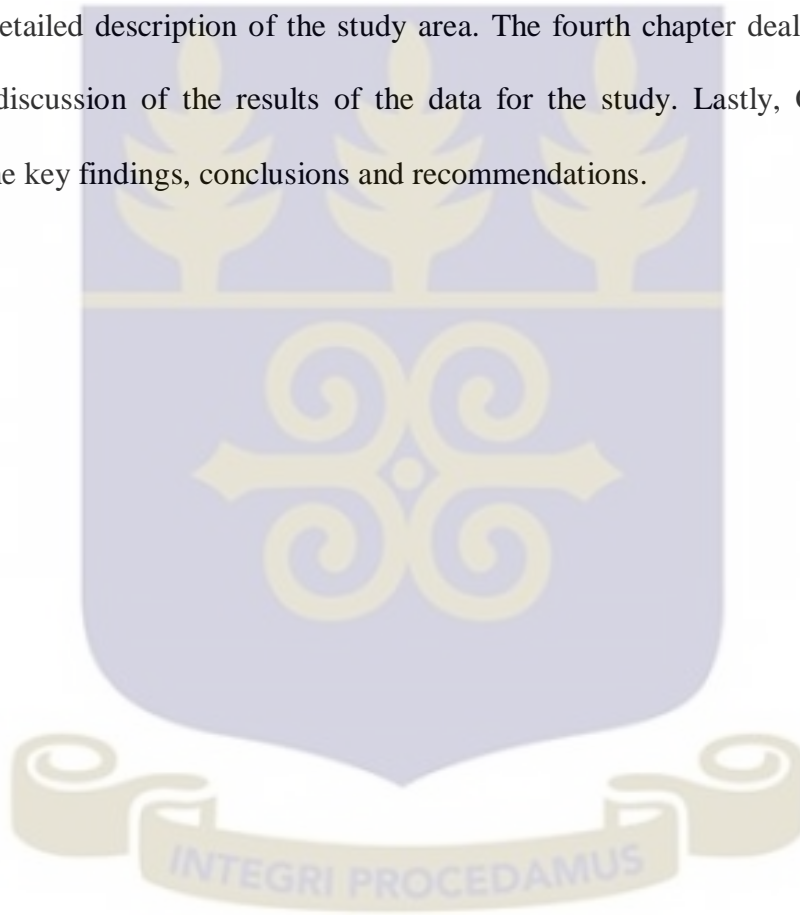 etailed description of the study area. The fourth chapter deal
discussion of the results of the data for the study. Lastly,
e key findings, conclusions and recommendations.
INTEGRI PROCEDAMUS